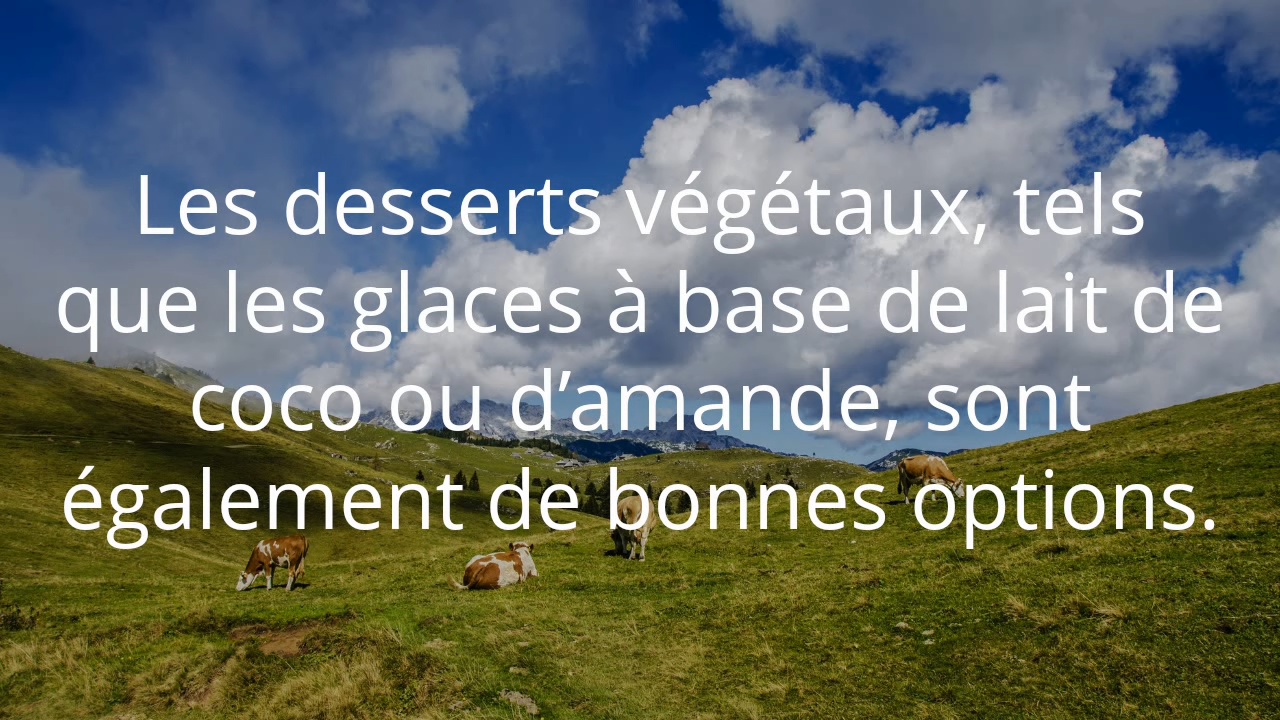 Les desserts végétaux, tels
que les glaces à base de lait de
coco ou d’amande, sont
également de bonnes options.